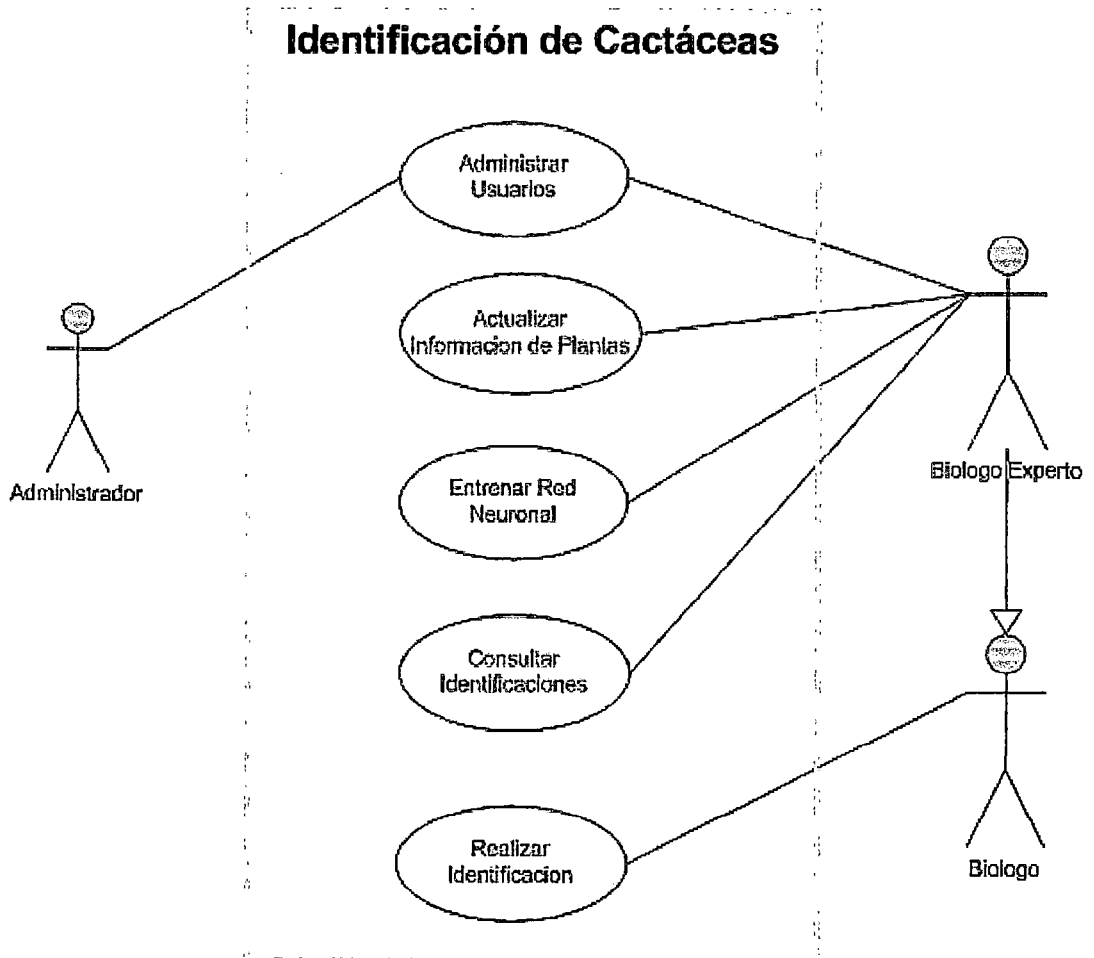 Identificación de Cactáceas
Administrar
Usuarios
Actualizar
Informacion de Plantas
Administrador
Biologo Experto
Entrenar Red
Neuronal
Consultar
Identificaciones
Realizar
Identificacion
Biologo